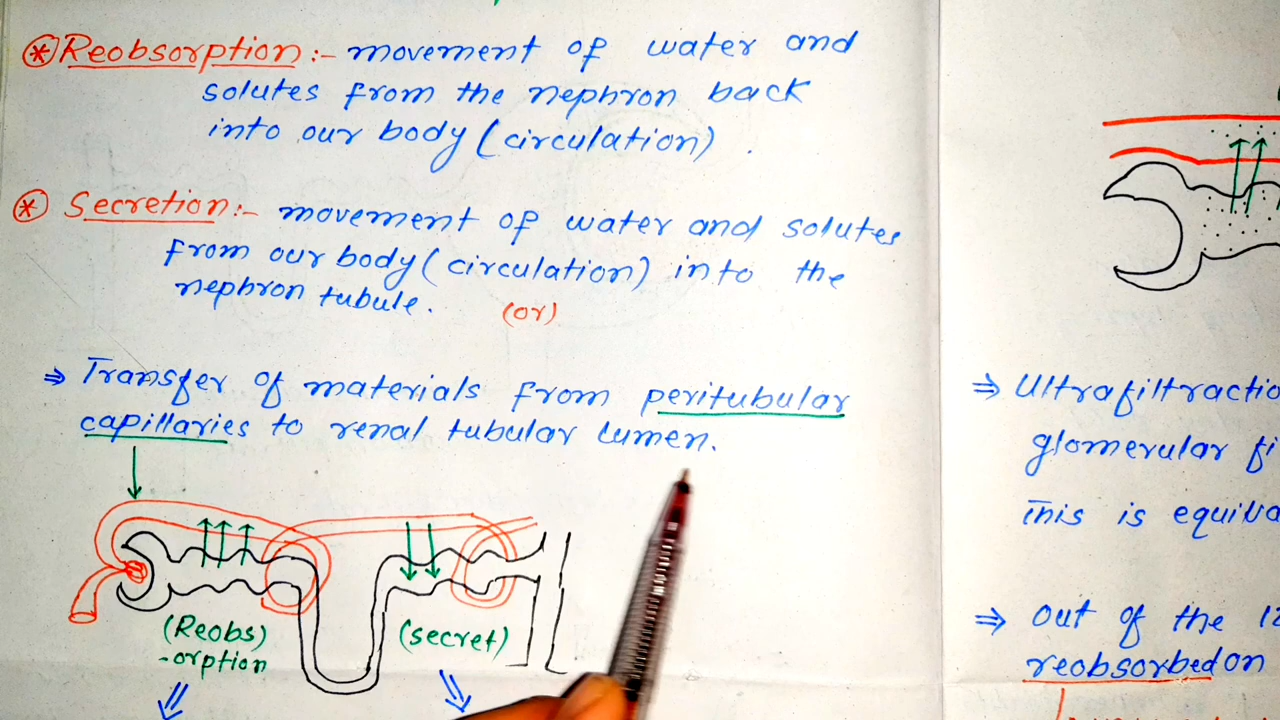 * Reobsorption :- movement of water and
solutes from the nephron back
into our body (circulation) .
* Secretion :- movement of water and solutes
from our body (circulation) into the
nephron tubule.
(or)
⇒ Transfer of materials from peritubular
capillaries to renal tubular lumen.
(Reobs)
-orption
(secret)
⇒ Ultrafiltractio
glomerular fi
This is equi
⇒ out of the
reobsorbed on